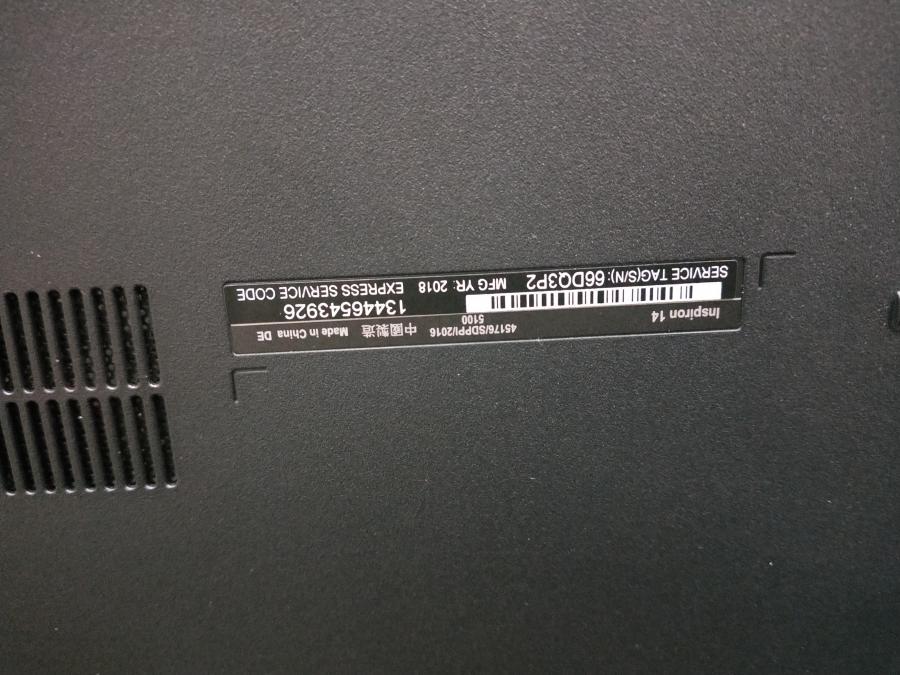 Inspiron 14
45176/SDPPI/2016
5100
中國製造 Made in China DE
13446543926
SERVICE TAG(S/N): 66DQ3P2 MFG YR: 2018 EXPRESS SERVICE CODE